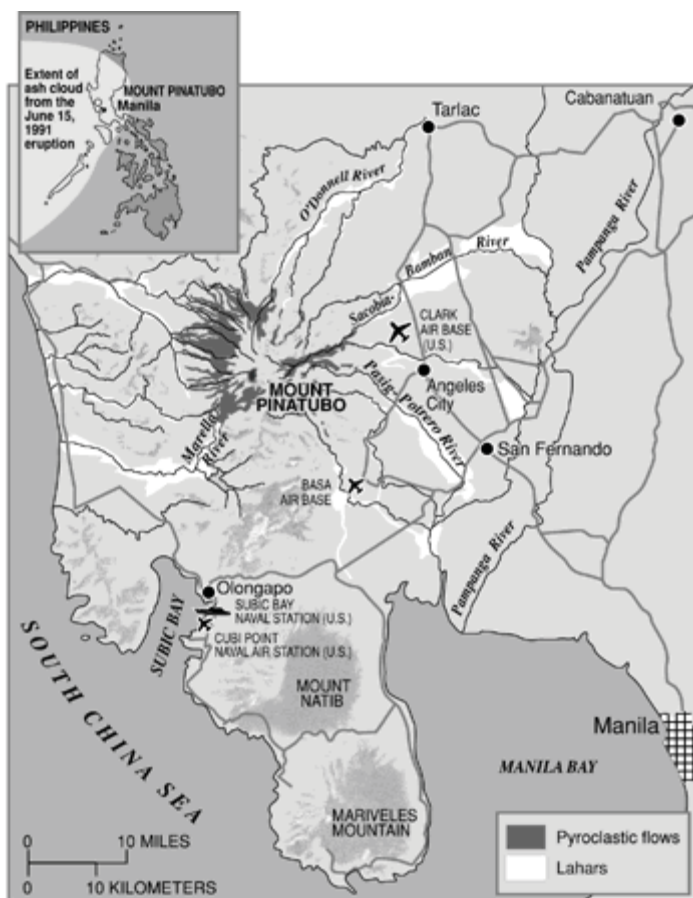 PHILIPPINES
Extent of
ash cloud
from the
June 15,
1991
eruption
MOUNT PINATUBO
Manila
Tarlac
Cabanatuan
O'Donnell River
Pampanga River
Sacobia-
Bamban
River
CLARK
AIR BASE
(U.S.)
Angeles
City
MOUNT
PINATUBO
Pasig-Potrero River
Marella
River
San Fernando
BASA
AIR BASE
Pampanga River
Olongapo
SUBIC BAY
NAVAL STATION (U.S.)
SUBIC BAY
CUBI POINT
NAVAL AIR STATION (U.S.)
SOUTH CHINA SEA
MOUNT
NATIB
Manila
MANILA BAY
MARIVELES
MOUNTAIN
Pyroclastic flows
Lahars
0 10 MILES
0 10 KILOMETERS